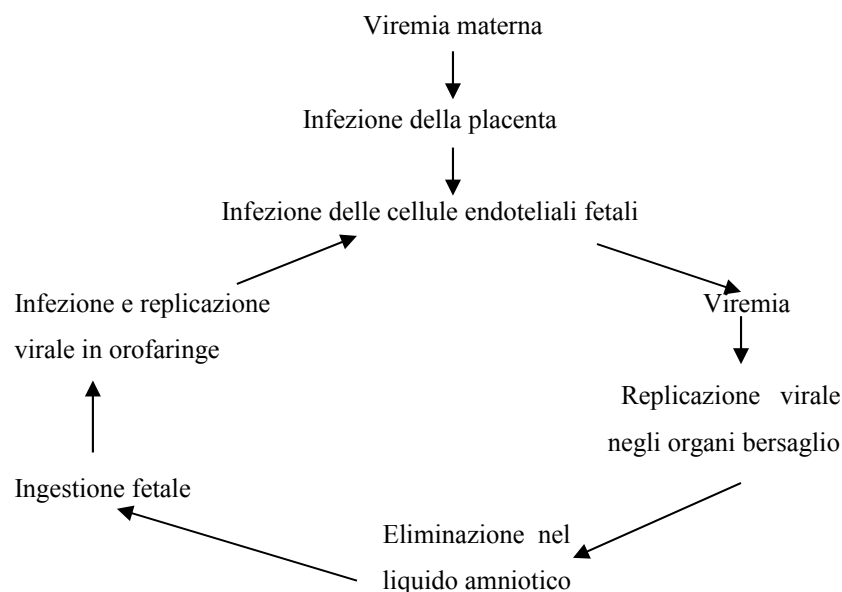 Viremia materna
Infezione della placenta
Infezione delle cellule endoteliali fetali
Viremia
Replicazione virale
negli organi bersaglio
Eliminazione nel
liquido amniotico
Ingestione fetale
Infezione e replicazione
virale in orofaringe